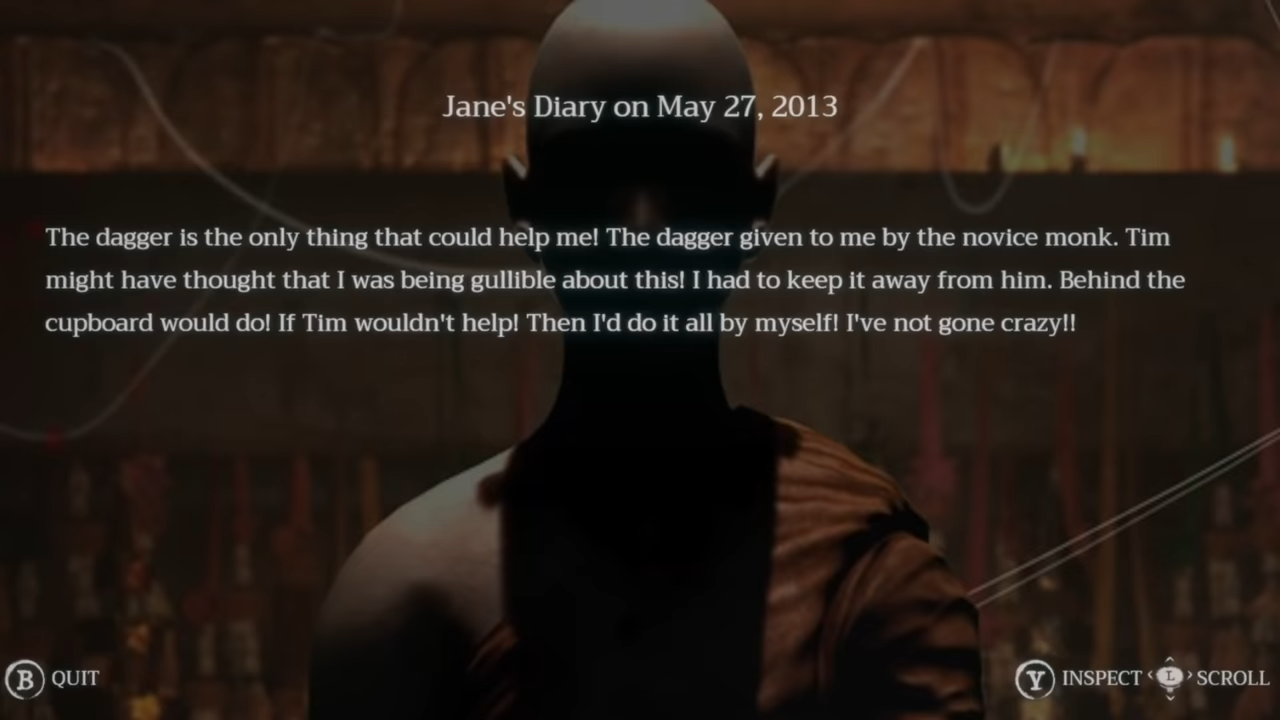 Jane's Diary on May 27, 2013
The dagger is the only thing that could help me! The dagger given to me by the novice monk. Tim
might have thought that I was being gullible about this! I had to keep it away from him. Behind the
cupboard would do! If Tim wouldn't help! Then I'd do it all by myself! I've not gone crazy!!
B QUIT
Y INSPECT L SCROLL